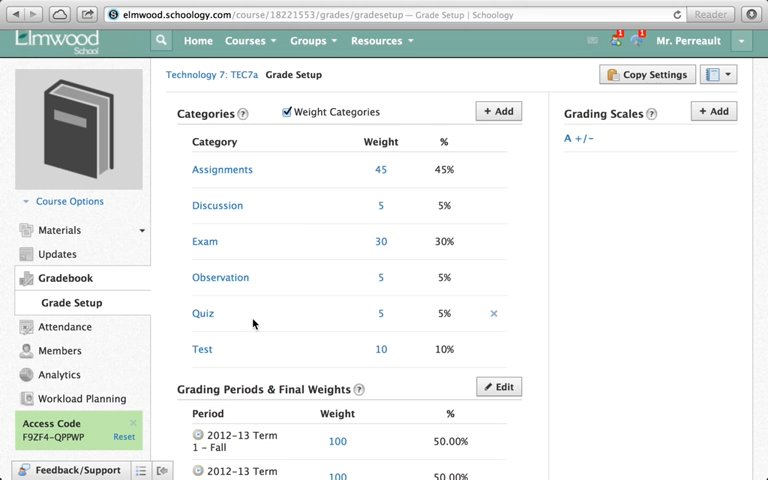 elmwood.schoology.com/course/18221553/grades/gradesetup — Grade Setup | Schoology
Reader
Elmwood
School
Home
Courses
Groups
Resources
1
1
Mr. Perreault
Technology 7: TEC7a
Grade Setup
Copy Settings
Categories ?
Weight Categories
+ Add
Grading Scales ?
+ Add
Category
Weight
%
A +/-
Assignments
45
45%
Course Options
Discussion
5
5%
Materials
Exam
30
30%
Updates
Gradebook
Observation
5
5%
Grade Setup
Quiz
5
5%
×
Attendance
Members
Test
10
10%
Analytics
Grading Periods & Final Weights ?
Edit
Workload Planning
Period
Weight
%
Access Code
×
F9ZF4-QPPWP
Reset
2012-13 Term
1 - Fall
100
50.00%
Feedback/Support
2012-13 Term
100
50.00%